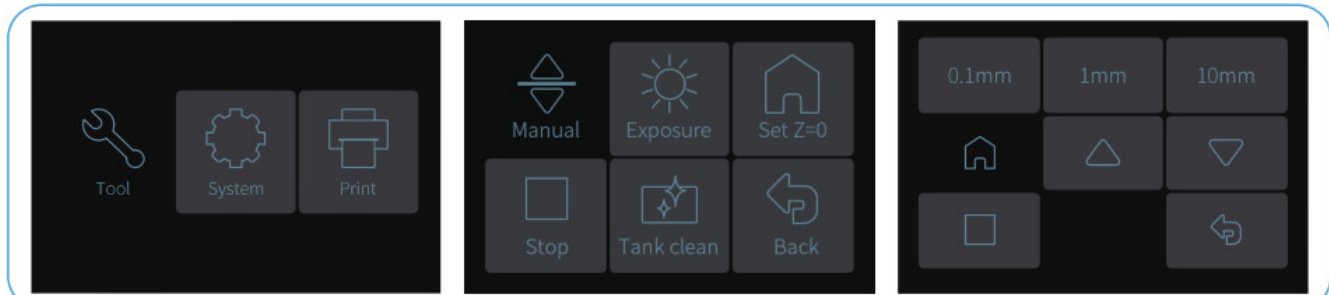 Tool
System
Print
Manual
Exposure
Set Z=0
Stop
Tank clean
Back
0.1mm
1mm
10mm